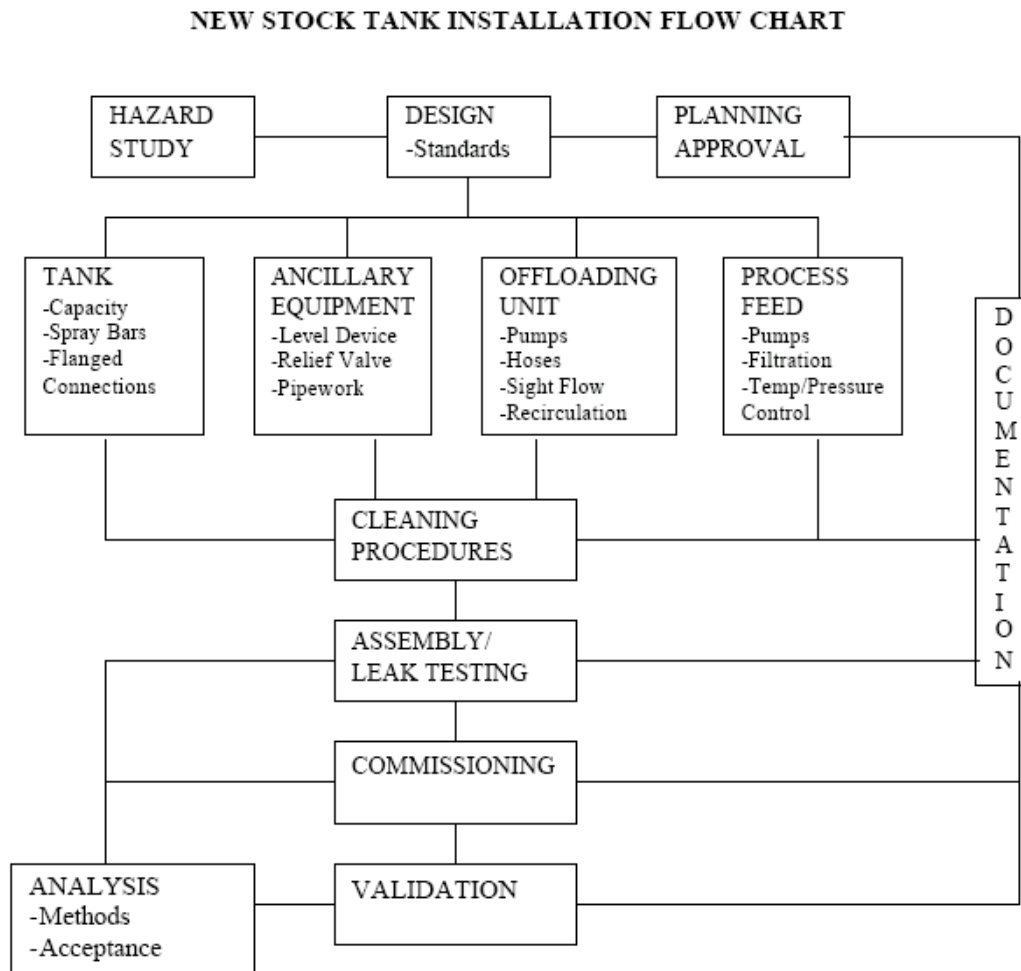 NEW STOCK TANK INSTALLATION FLOW CHART
HAZARD
STUDY
DESIGN
-Standards
PLANNING
APPROVAL
TANK
-Capacity
-Spray Bars
-Flanged
Connections
ANCILLARY
EQUIPMENT
-Level Device
-Relief Valve
-Pipework
OFFLOADING
UNIT
-Pumps
-Hoses
-Sight Flow
-Recirculation
PROCESS
FEED
-Pumps
-Filtration
-Temp/Pressure
Control
DOCUMENTATION
CLEANING
PROCEDURES
ASSEMBLY/
LEAK TESTING
COMMISSIONING
ANALYSIS
-Methods
-Acceptance
VALIDATION